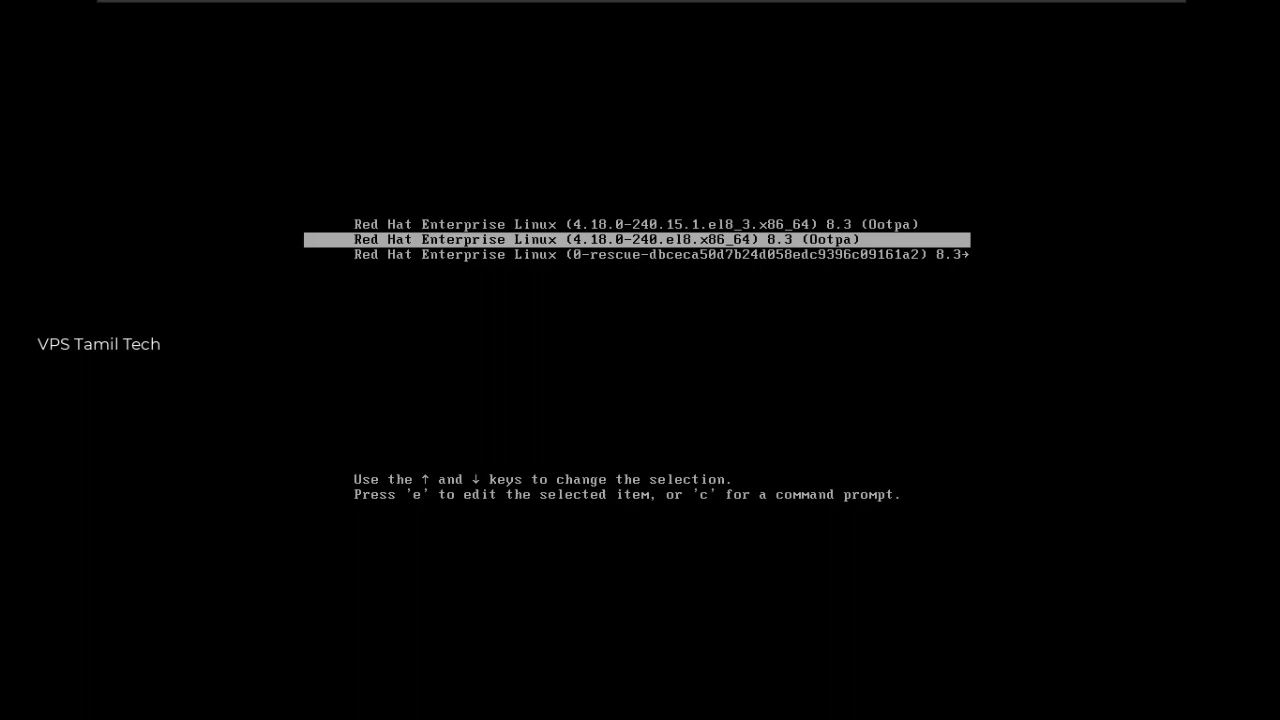 Red Hat Enterprise Linux (4.18.0-240.15.1.el8_3.x86_64) 8.3 (Ootpa)
Red Hat Enterprise Linux (4.18.0-240.el8.x86_64) 8.3 (Ootpa)
Red Hat Enterprise Linux (0-rescue-dbceca50d7b24d058edc9396c09161a2) 8.3→
VPS Tamil Tech
Use the ↑ and ↓ keys to change the selection.
Press 'e' to edit the selected item, or 'c' for a command prompt.